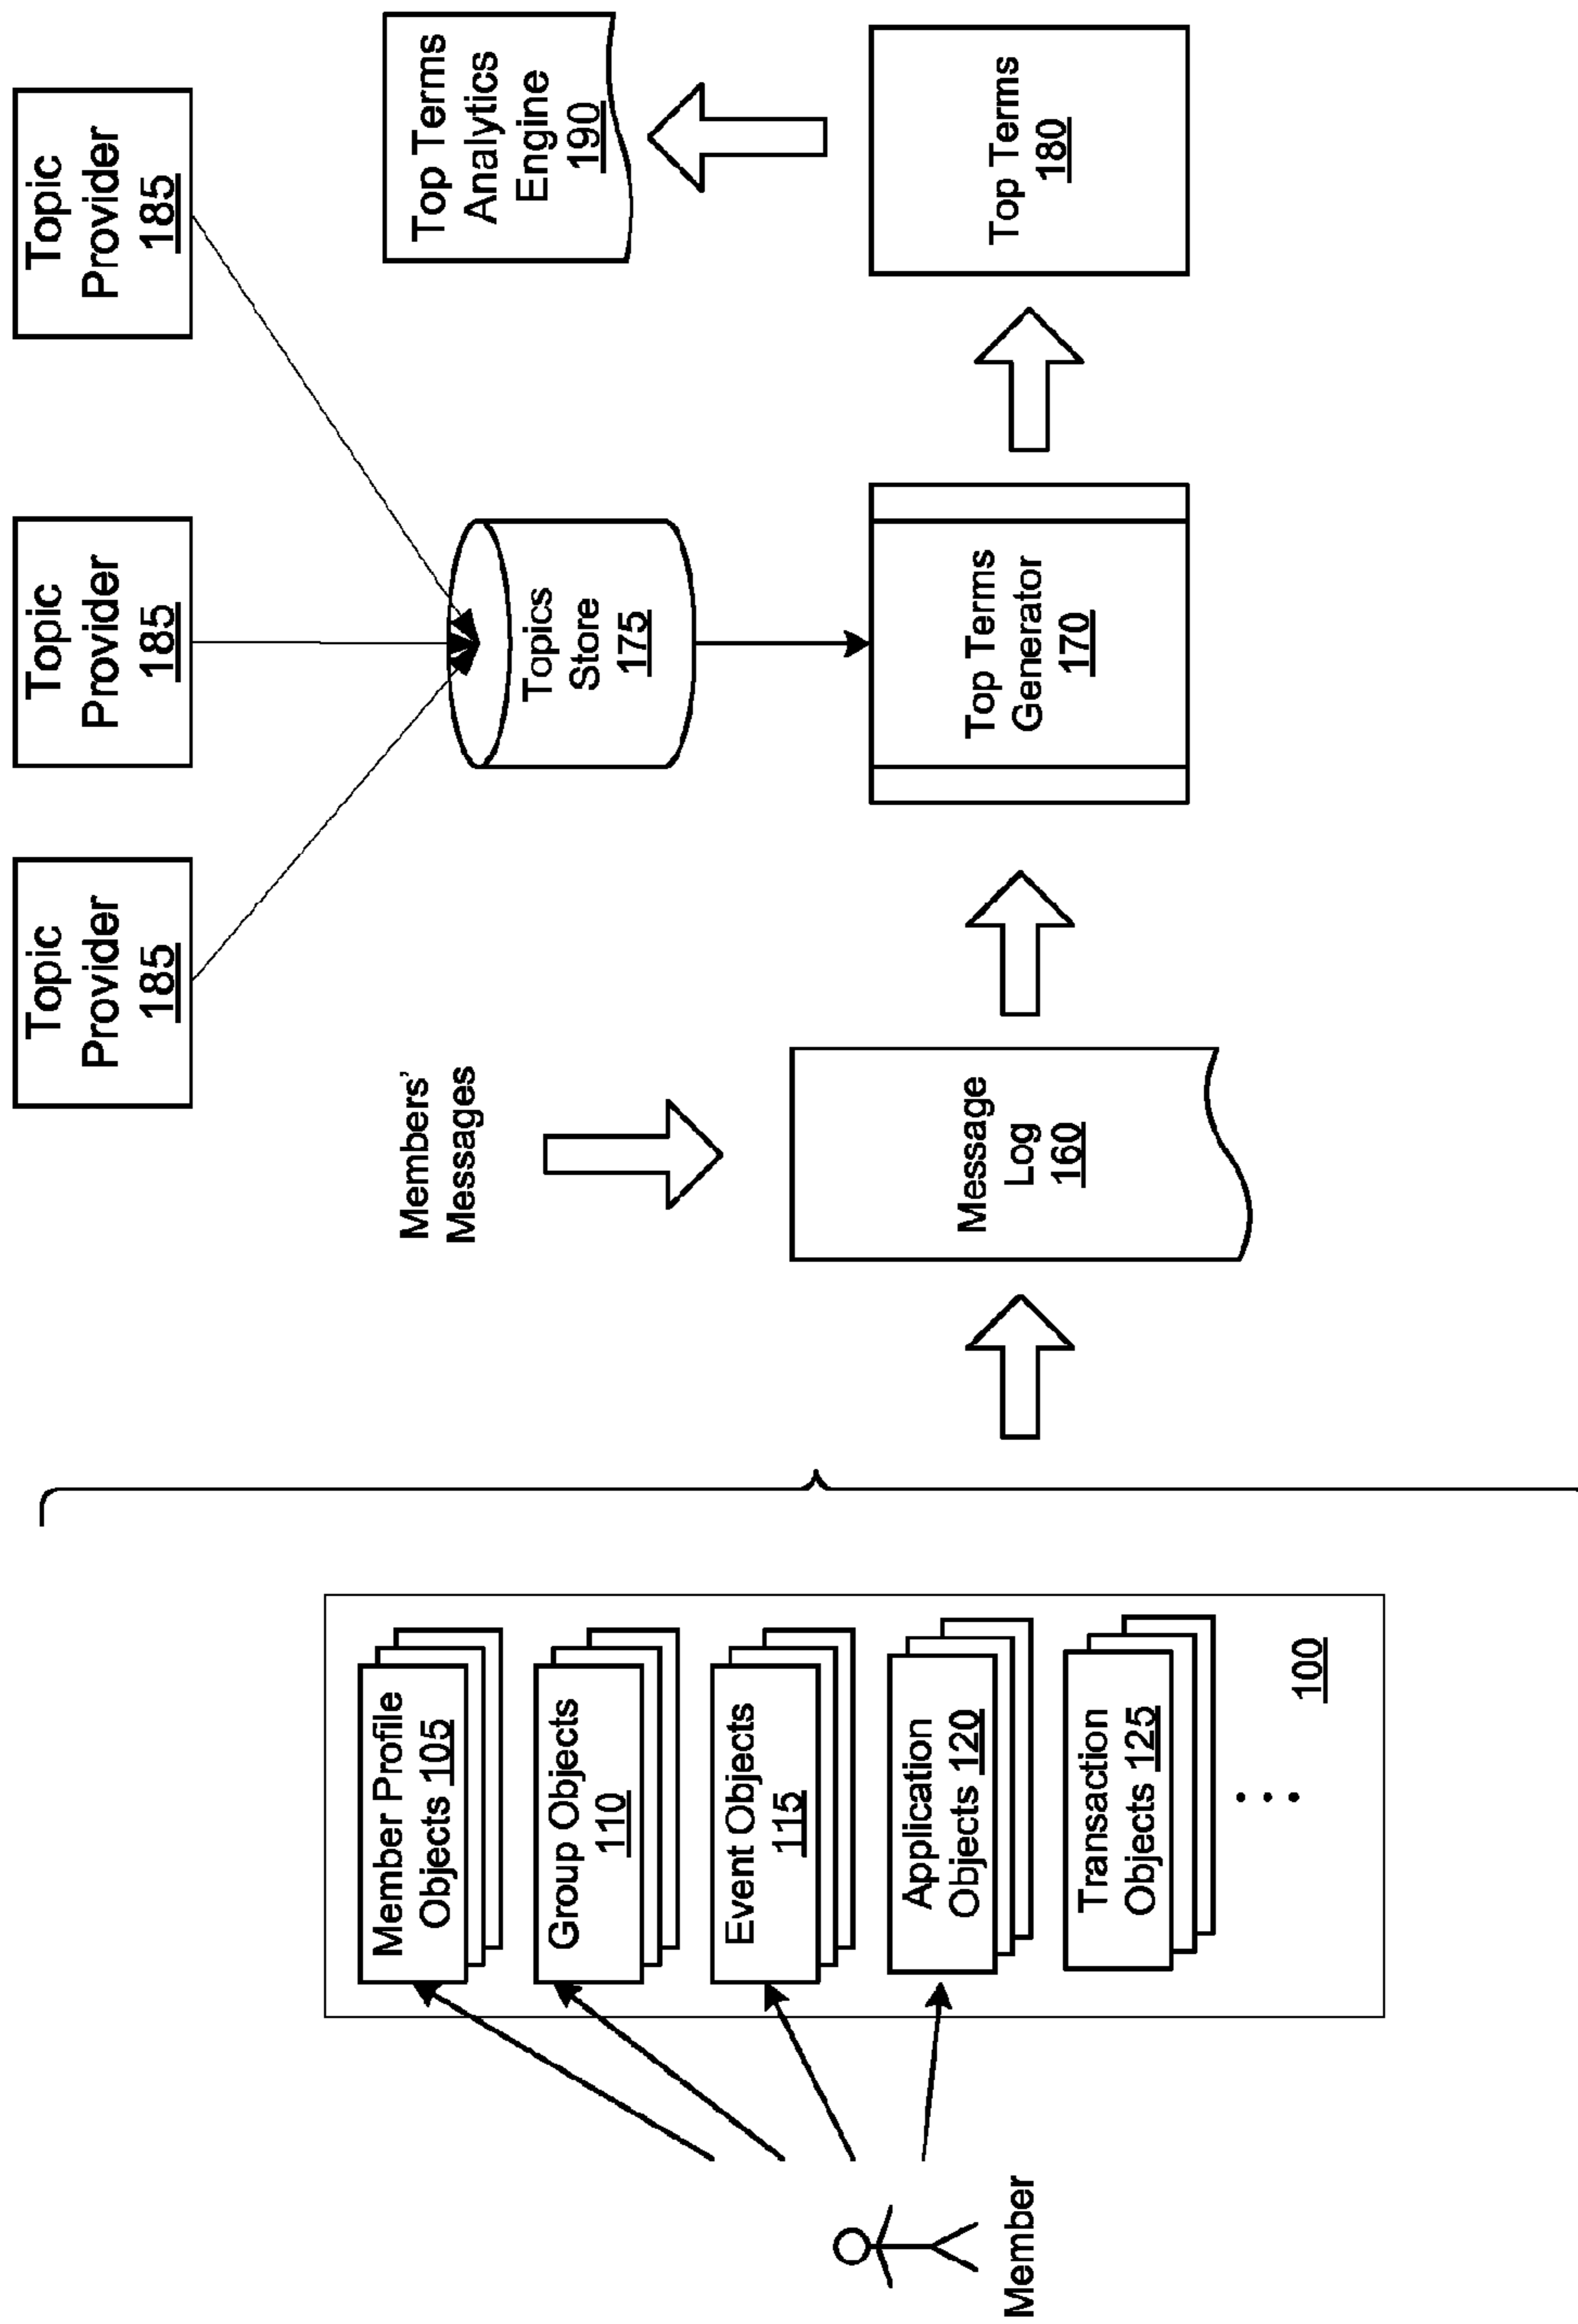 Member
Member Profile
Objects 105
Group Objects
110
Event Objects
115
Application
Objects 120
Transaction
Objects 125
100
Members'
Messages
Message
Log
160
Topic
Provider
185
Topic
Provider
185
Topic
Provider
185
Topics
Store
175
Top Terms
Generator
170
Top Terms
180
Top Terms
Analytics
Engine
190